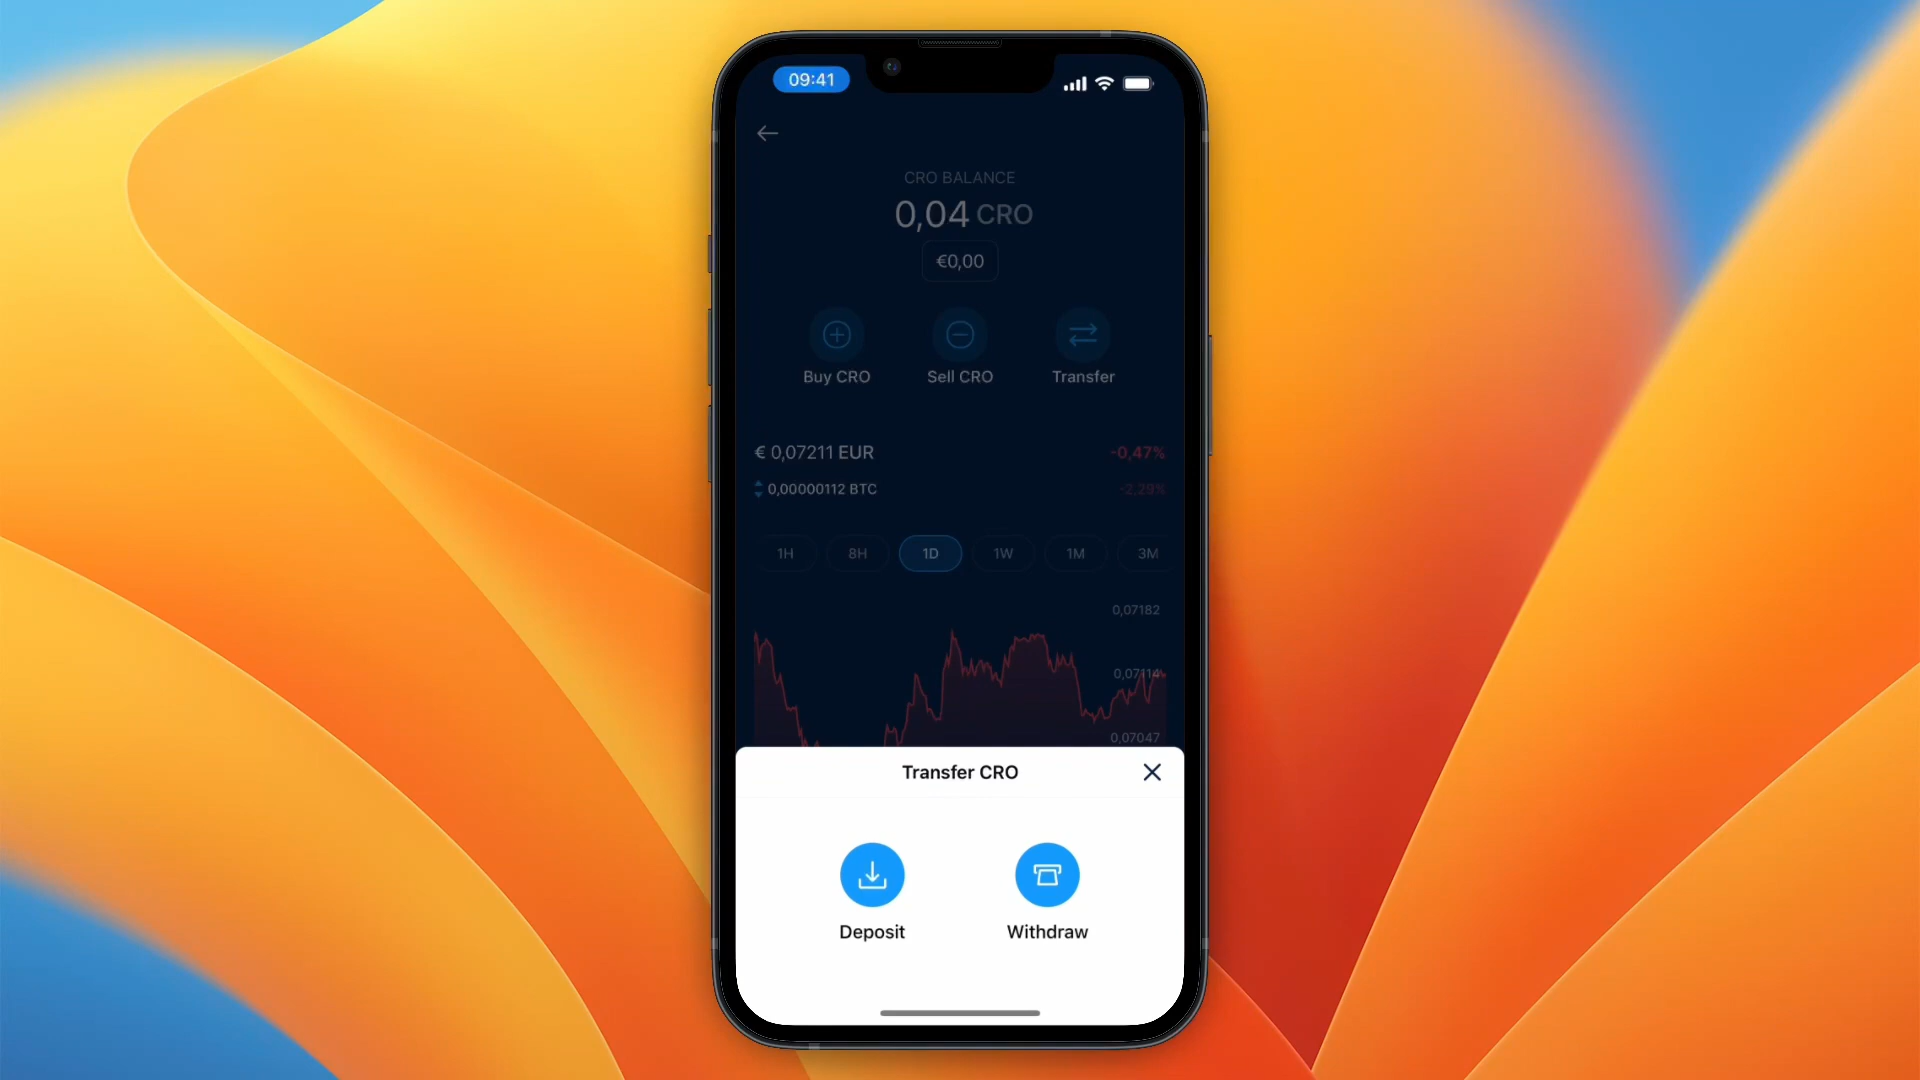 09:41
CRO BALANCE
0,04 CRO
€0,00
Buy CRO Sell CRO Transfer
€ 0,07211 EUR -0,47%
0,00000112 BTC -2,29%
1H 8H 1D 1W 1M 3M
0,07182
0,07114
0,07047
Transfer CRO
Deposit Withdraw